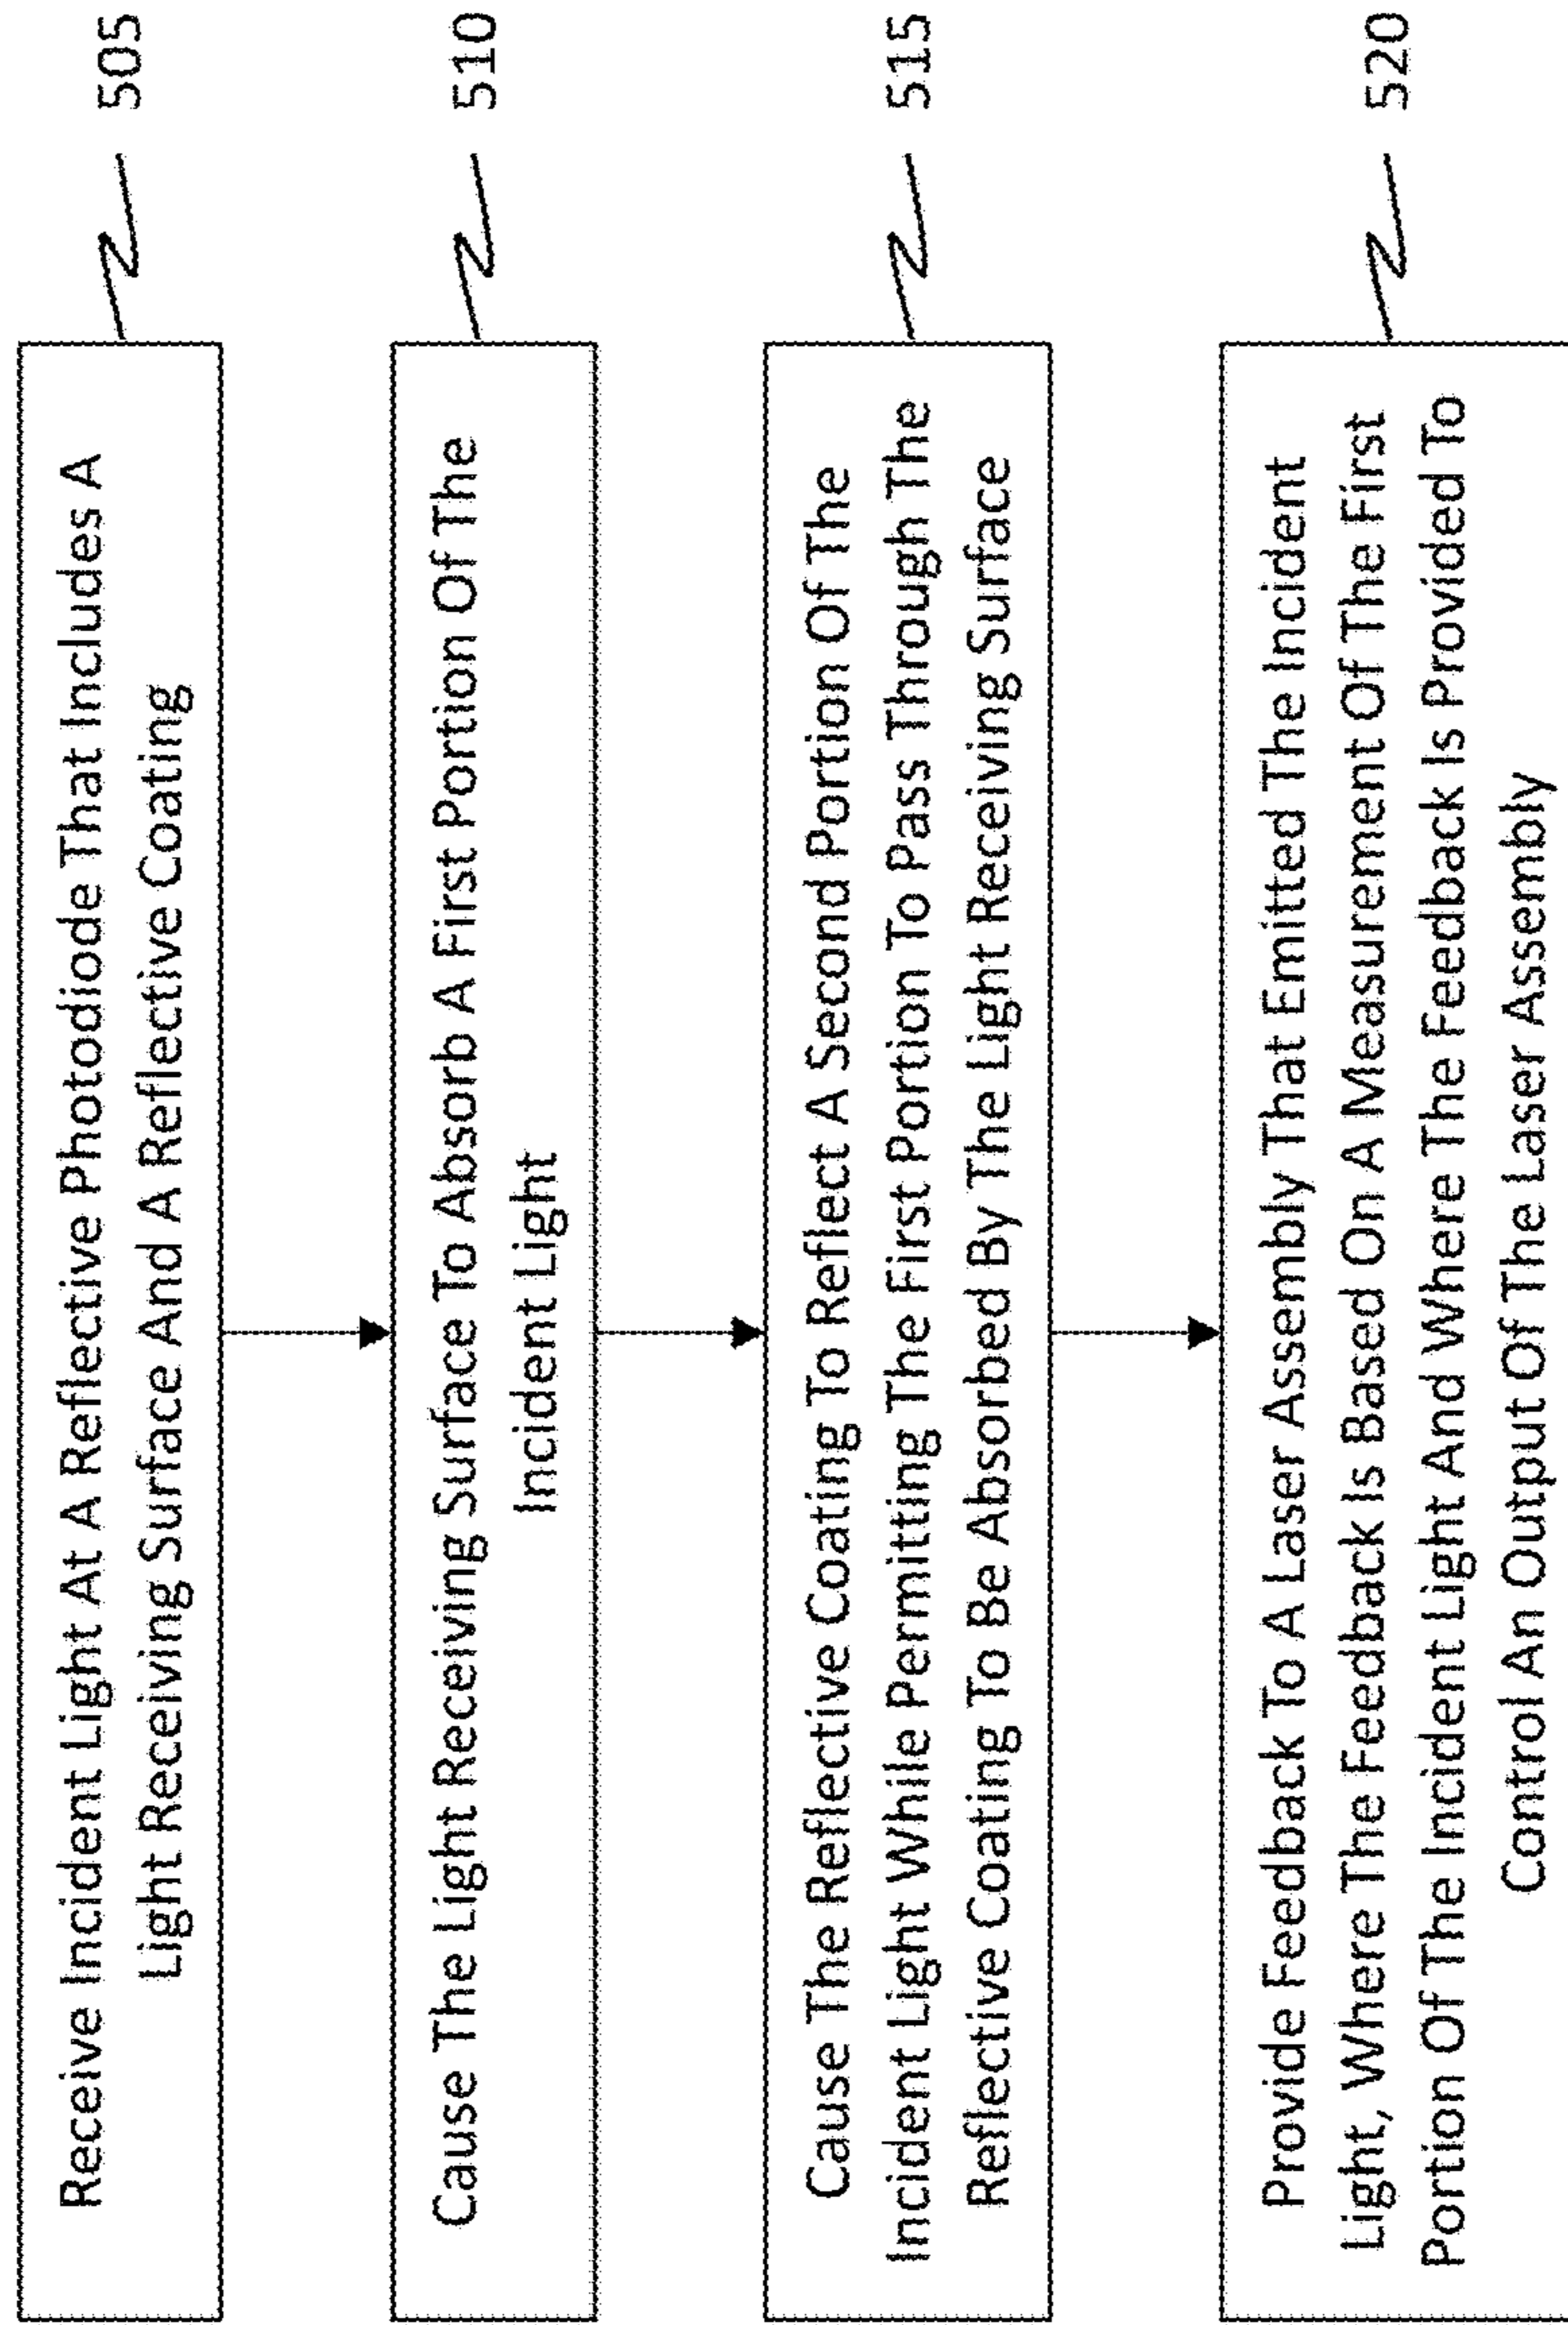 Receive Incident Light At A Reflective Photodiode That Includes A
Light Receiving Surface And A Reflective Coating
505
Cause The Light Receiving Surface To Absorb A First Portion Of The
Incident Light
510
Cause The Reflective Coating To Reflect A Second Portion Of The
Incident Light While Permitting The First Portion To Pass Through The
Reflective Coating To Be Absorbed By The Light Receiving Surface
515
Provide Feedback To A Laser Assembly That Emitted The Incident
Light, Where The Feedback Is Based On A Measurement Of The First
Portion Of The Incident Light And Where The Feedback Is Provided To
Control An Output Of The Laser Assembly
520